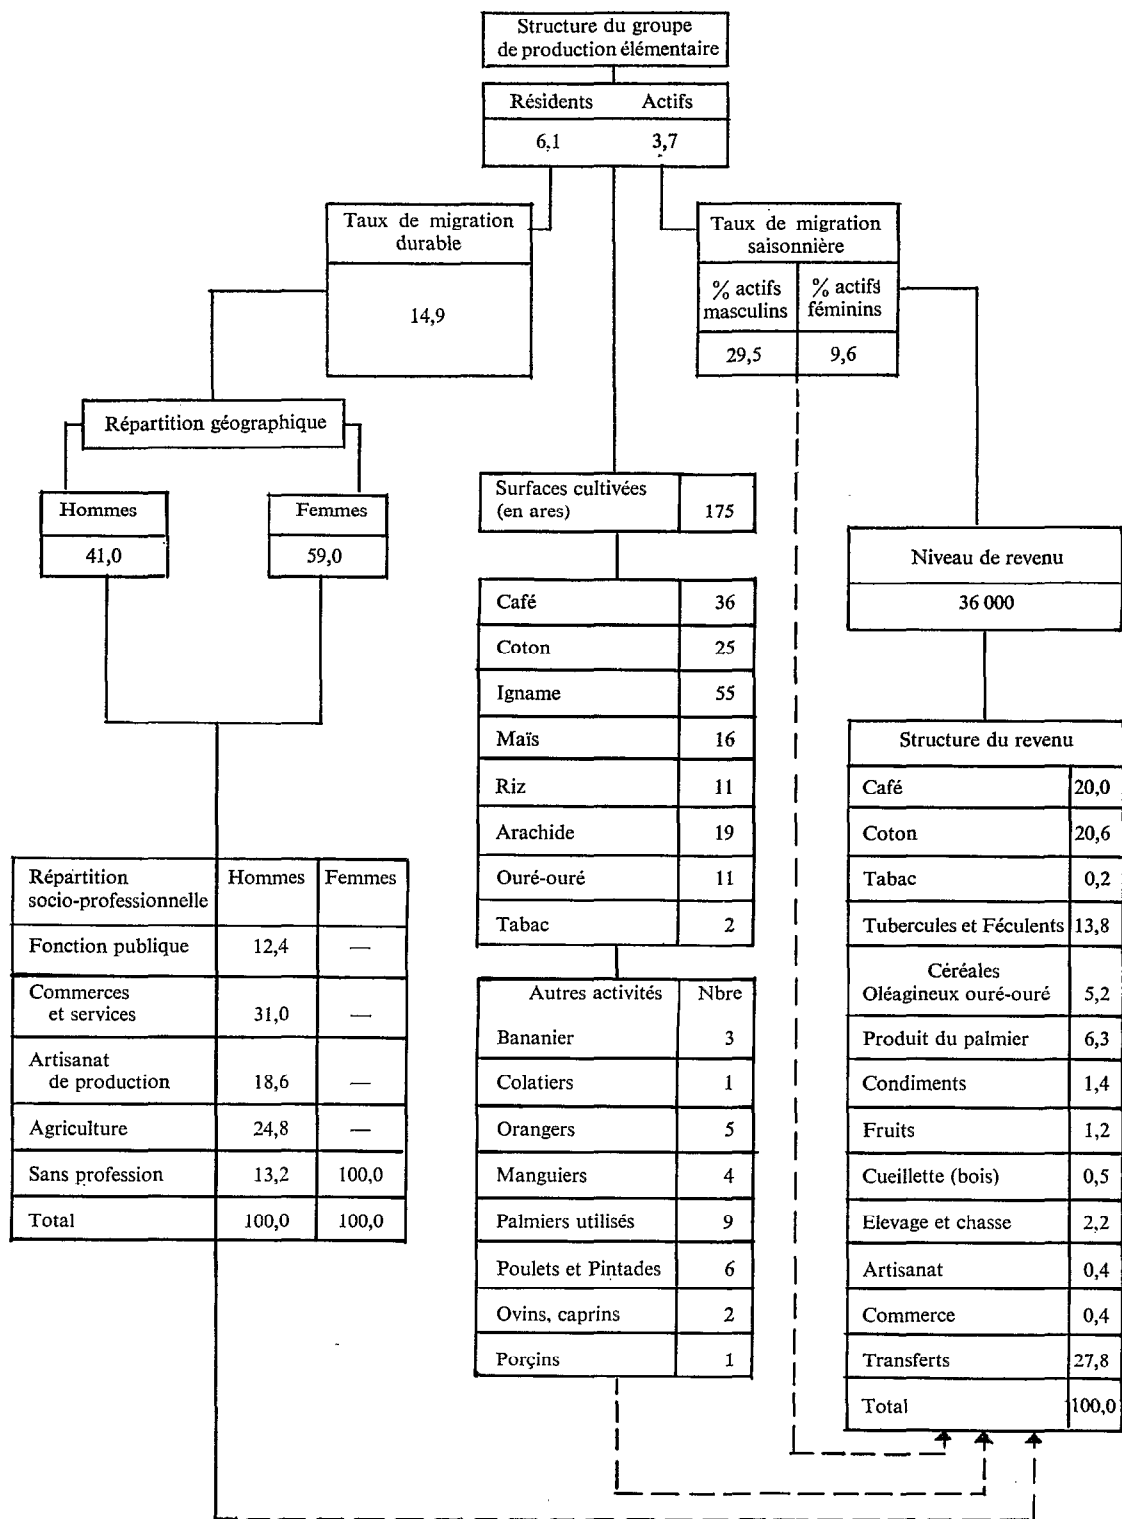 Structure du groupe
de production élémentaire
Résidents Actifs
6,1 3,7
Taux de migration
durable
14,9
Taux de migration
saisonnière
% actifs % actifs
masculins féminins
29,5 9,6
Répartition géographique
Hommes Femmes
41,0 59,0
Surfaces cultivées
(en ares) 175
Café 36
Coton 25
Igname 55
Maïs 16
Riz 11
Arachide 19
Ouré-ouré 11
Tabac 2
Autres activités Nbre
Bananier 3
Colatiers 1
Orangers 5
Manguiers 4
Palmiers utilisés 9
Poulets et Pintades 6
Ovins, caprins 2
Porçins 1
Niveau de revenu
36 000
Structure du revenu
Café 20,0
Coton 20,6
Tabac 0,2
Tubercules et Féculents 13,8
Céréales
Oléagineux ouré-ouré 5,2
Produit du palmier 6,3
Condiments 1,4
Fruits 1,2
Cueillette (bois) 0,5
Elevage et chasse 2,2
Artisanat 0,4
Commerce 0,4
Transferts 27,8
Total 100,0
Répartition Hommes Femmes
socio-professionnelle
Fonction publique 12,4 —
Commerces
et services 31,0 —
Artisanat
de production 18,6 —
Agriculture 24,8 —
Sans profession 13,2 100,0
Total 100,0 100,0